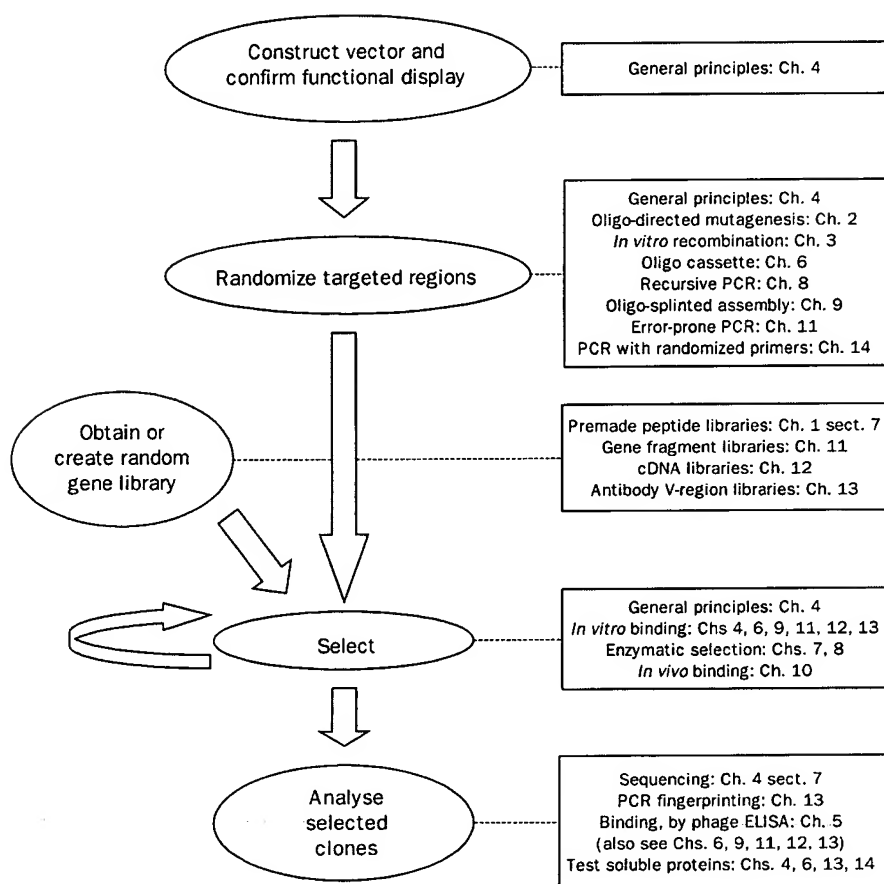 Construct vector and
confirm functional display
General principles: Ch. 4
Randomize targeted regions
General principles: Ch. 4
Oligo-directed mutagenesis: Ch. 2
In vitro recombination: Ch. 3
Oligo cassette: Ch. 6
Recursive PCR: Ch. 8
Oligo-splinted assembly: Ch. 9
Error-prone PCR: Ch. 11
PCR with randomized primers: Ch. 14
Obtain or
create random
gene library
Premade peptide libraries: Ch. 1 sect. 7
Gene fragment libraries: Ch. 11
cDNA libraries: Ch. 12
Antibody V-region libraries: Ch. 13
Select
General principles: Ch. 4
In vitro binding: Chs 4, 6, 9, 11, 12, 13
Enzymatic selection: Chs. 7, 8
In vivo binding: Ch. 10
Analyse
selected
clones
Sequencing: Ch. 4 sect. 7
PCR fingerprinting: Ch. 13
Binding, by phage ELISA: Ch. 5
(also see Chs. 6, 9, 11, 12, 13)
Test soluble proteins: Chs. 4, 6, 13, 14